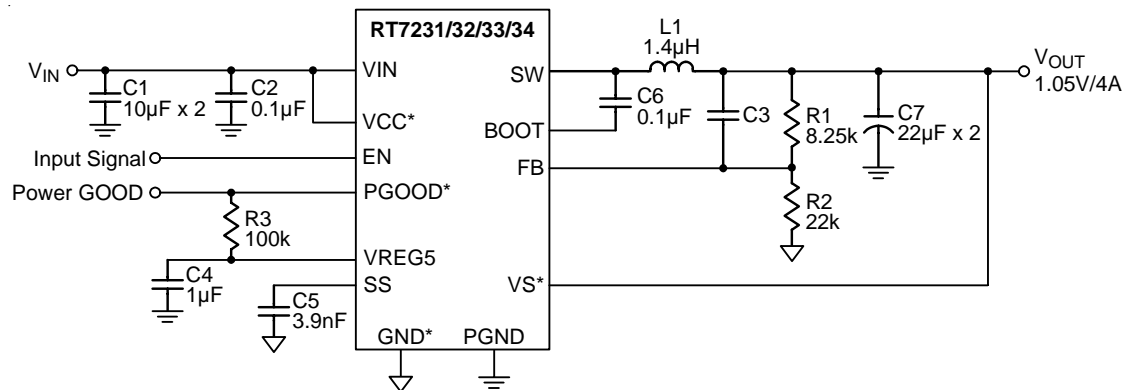 RT7231/32/33/34
VIN
VIN
C1
10µF x 2
C2
0.1µF
VCC*
Input Signal
EN
Power GOOD
PGOOD*
R3
100k
VREG5
C4
1µF
SS
C5
3.9nF
GND*
PGND
SW
L1
1.4µH
C6
0.1µF
BOOT
C3
FB
R1
8.25k
R2
22k
C7
22µF x 2
VS*
VOUT
1.05V/4A